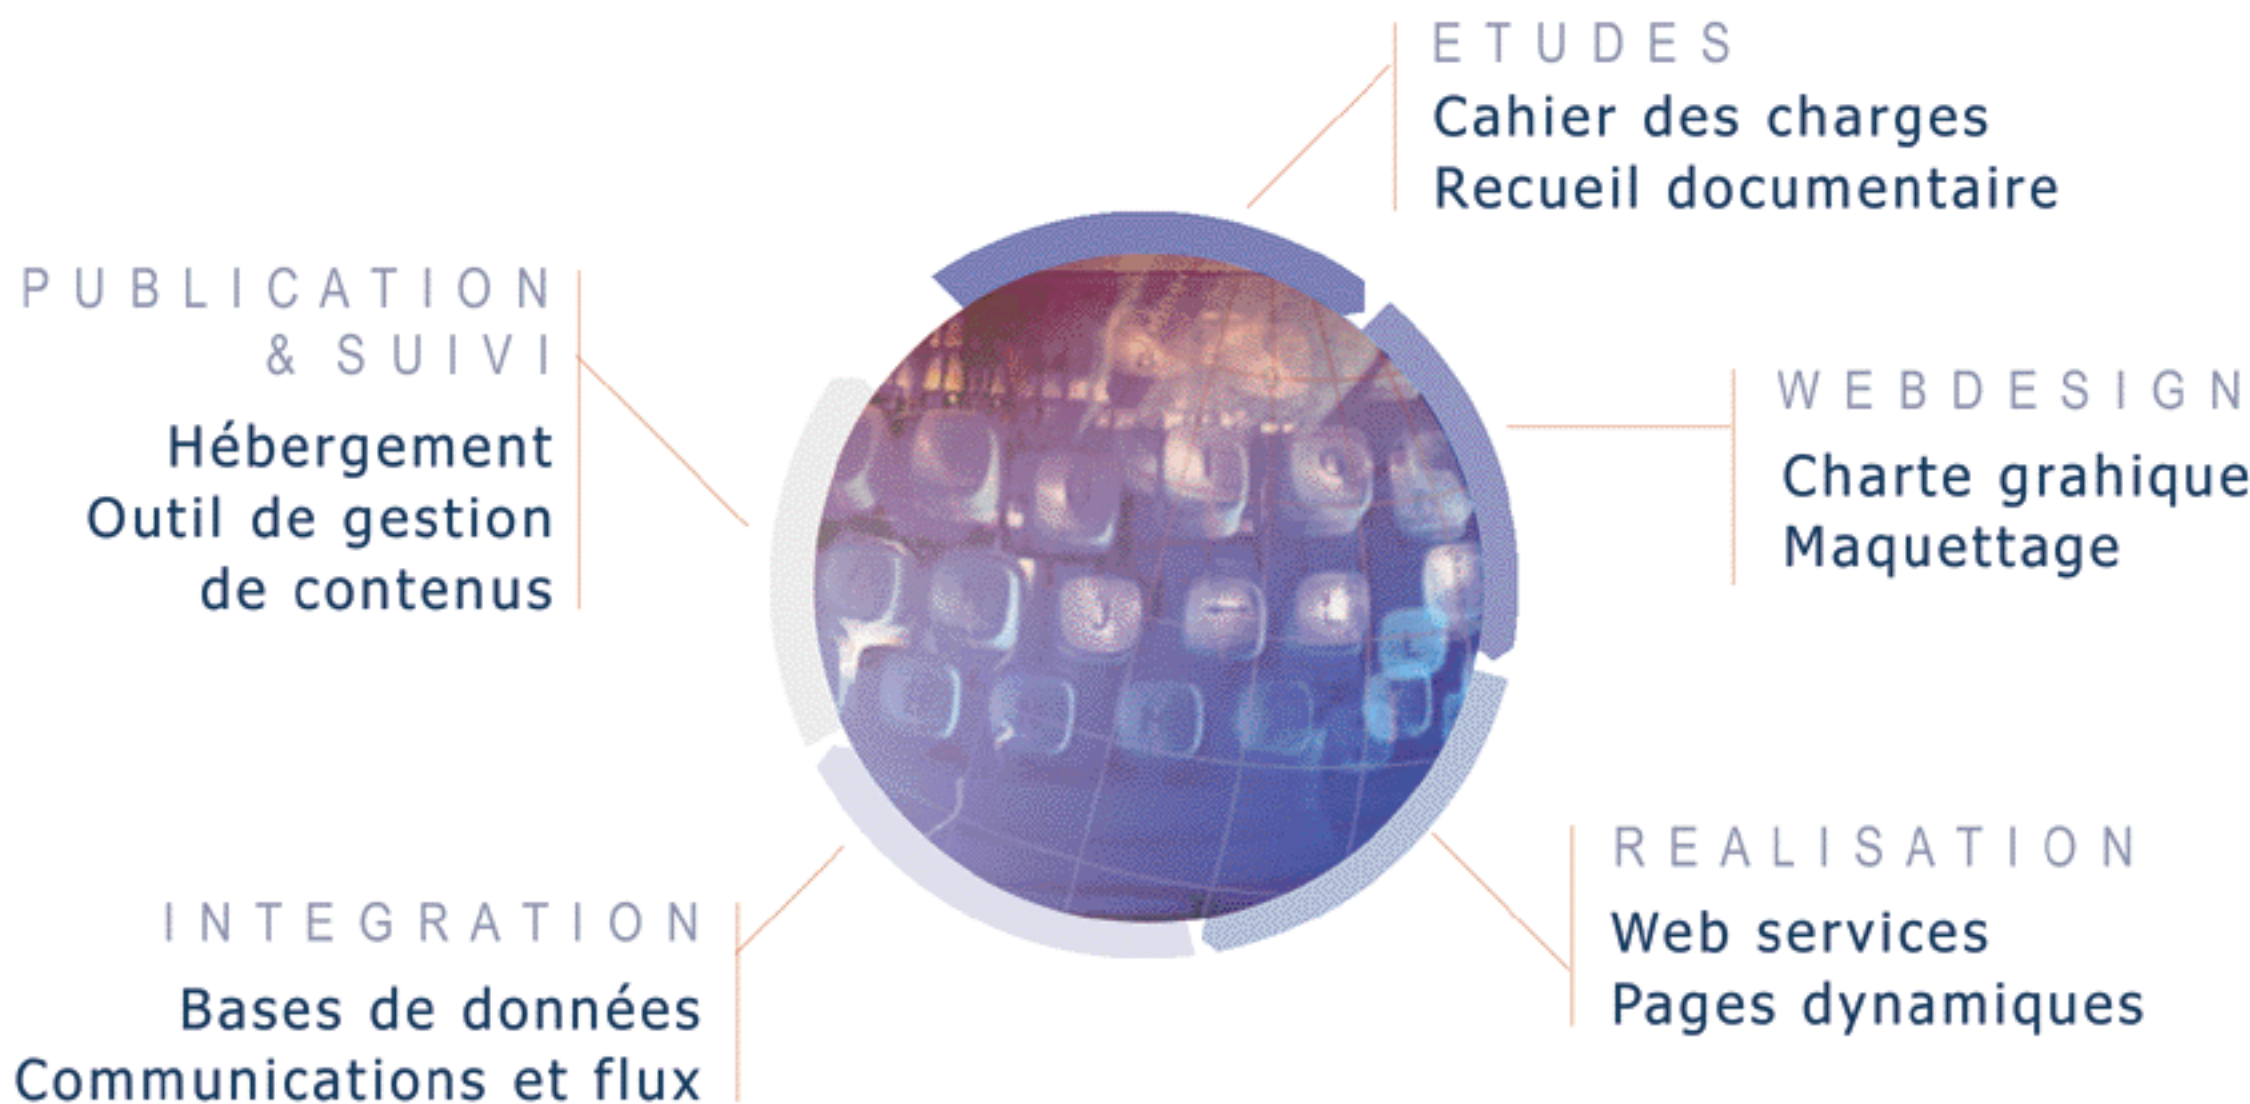 ETUDES
Cahier des charges
Recueil documentaire
WEBDESIGN
Charte grahique
Maquettage
REALISATION
Web services
Pages dynamiques
INTEGRATION
Bases de données
Communications et flux
PUBLICATION
& SUIVI
Hébergement
Outil de gestion
de contenus